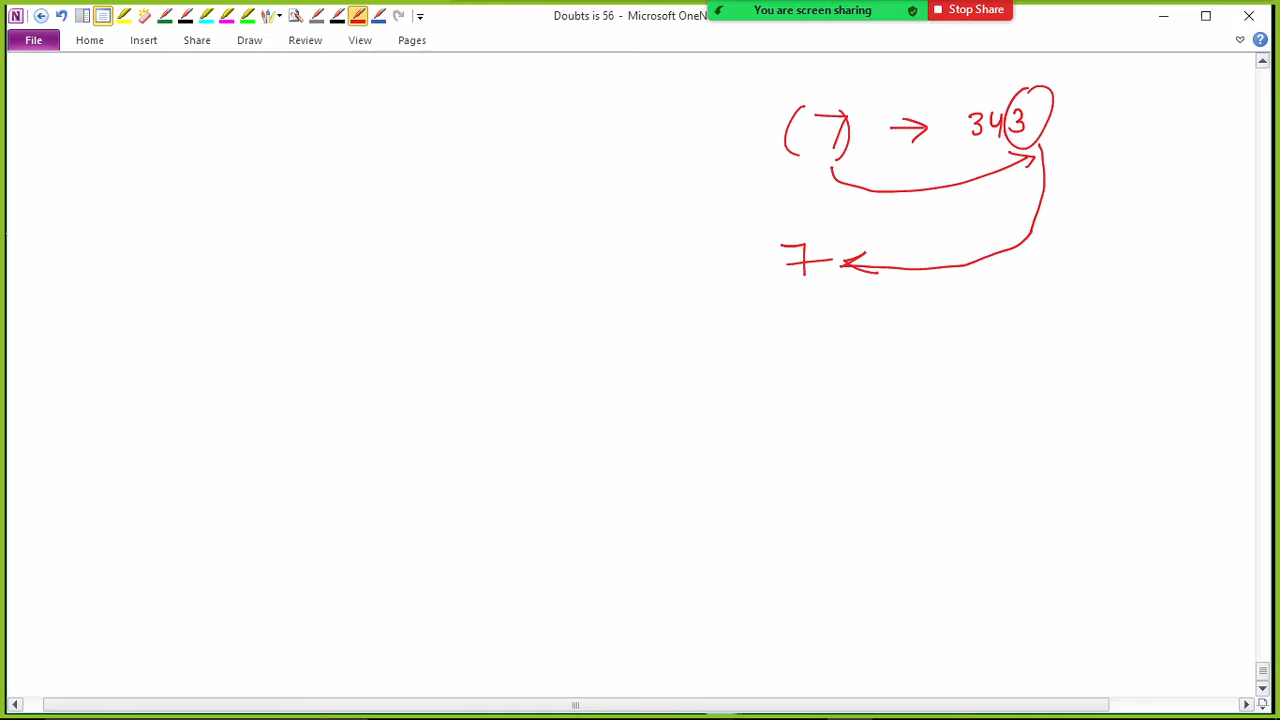 Doubts is 56 - Microsoft OneN
You are screen sharing
Stop Share
File Home Insert Share Draw Review View Pages
(7) → 343
7